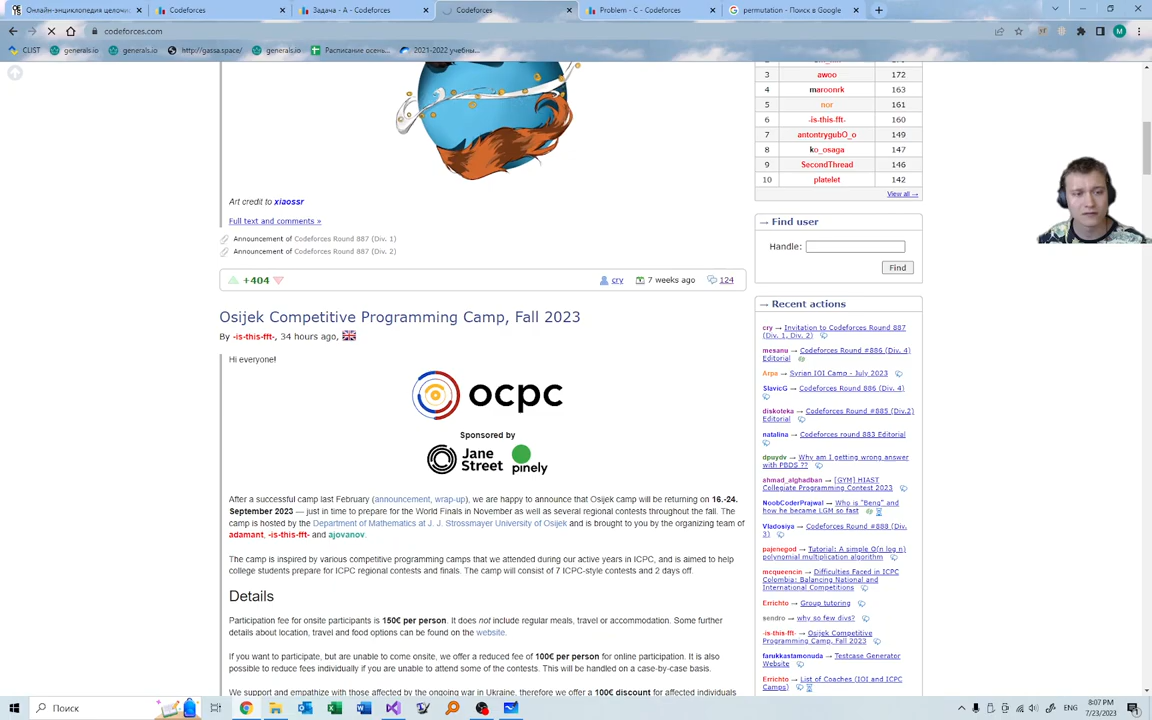 Онлайн-энциклопедия целочи
Codeforces
Задача - A - Codeforces
Codeforces
Problem - C - Codeforces
permutation - Поиск в Google
codeforces.com
CLIST
generals.io
generals.io
http://gassa.space/
generals.io
Расписание осень...
2021-2022 учебны...
3 awoo 172
4 maroonrk 163
5 nor 161
6 -is-this-fft- 160
7 antontrygubO_o 149
8 ko_osaga 147
9 SecondThread 146
10 platelet 142
View all →
Art credit to xiaossr
Full text and comments »
Announcement of Codeforces Round 887 (Div. 1)
Announcement of Codeforces Round 887 (Div. 2)
+404
cry 7 weeks ago 124
→ Find user
Handle:
Find
Osijek Competitive Programming Camp, Fall 2023
By -is-this-fft-, 34 hours ago,
Hi everyone!
ocpc
Sponsored by
Jane
Street
pinely
After a successful camp last February (announcement, wrap-up), we are happy to announce that Osijek camp will be returning on 16.-24.
September 2023 — just in time to prepare for the World Finals in November as well as several regional contests throughout the fall. The
camp is hosted by the Department of Mathematics at J. J. Strossmayer University of Osijek and is brought to you by the organizing team of
adamant, -is-this-fft- and ajovanov.
The camp is inspired by various competitive programming camps that we attended during our active years in ICPC, and is aimed to help
college students prepare for ICPC regional contests and finals. The camp will consist of 7 ICPC-style contests and 2 days off.
Details
Participation fee for onsite participants is 150€ per person. It does not include regular meals, travel or accommodation. Some further
details about location, travel and food options can be found on the website.
If you want to participate, but are unable to come onsite, we offer a reduced fee of 100€ per person for online participation. It is also
possible to reduce fees individually if you are unable to attend some of the contests. This will be handled on a case-by-case basis.
We support and empathize with those affected by the ongoing war in Ukraine, therefore we offer a 100€ discount for affected individuals
→ Recent actions
cry → Invitation to Codeforces Round 887
(Div. 1, Div. 2)
mesanu → Codeforces Round #886 (Div. 4)
Editorial
Arpa → Syrian IOI Camp - July 2023
SlavicG → Codeforces Round 886 (Div. 4)
diskoteka → Codeforces Round #885 (Div.2)
Editorial
natalina → Codeforces round 883 Editorial
dpuydv → Why am I getting wrong answer
with PBDS ??
ahmad_alghadban → [GYM] HIAST
Collegiate Programming Contest 2023
NoobCoderPrajwal → Who is "Benq" and
how he became LGM so fast
Vladosiya → Codeforces Round #888 (Div.
3)
pajenegod → Tutorial: A simple O(n log n)
polynomial multiplication algorithm
mcqueencin → Difficulties Faced in ICPC
Colombia: Balancing National and
International Competitions
Errichto → Group tutoring
sendro → why so few divs?
-is-this-fft- → Osijek Competitive
Programming Camp, Fall 2023
farukkastamonuda → Testcase Generator
Website
Errichto → List of Coaches (IOI and ICPC
Camps)
Поиск
ENG
8:07 PM
7/23/2023